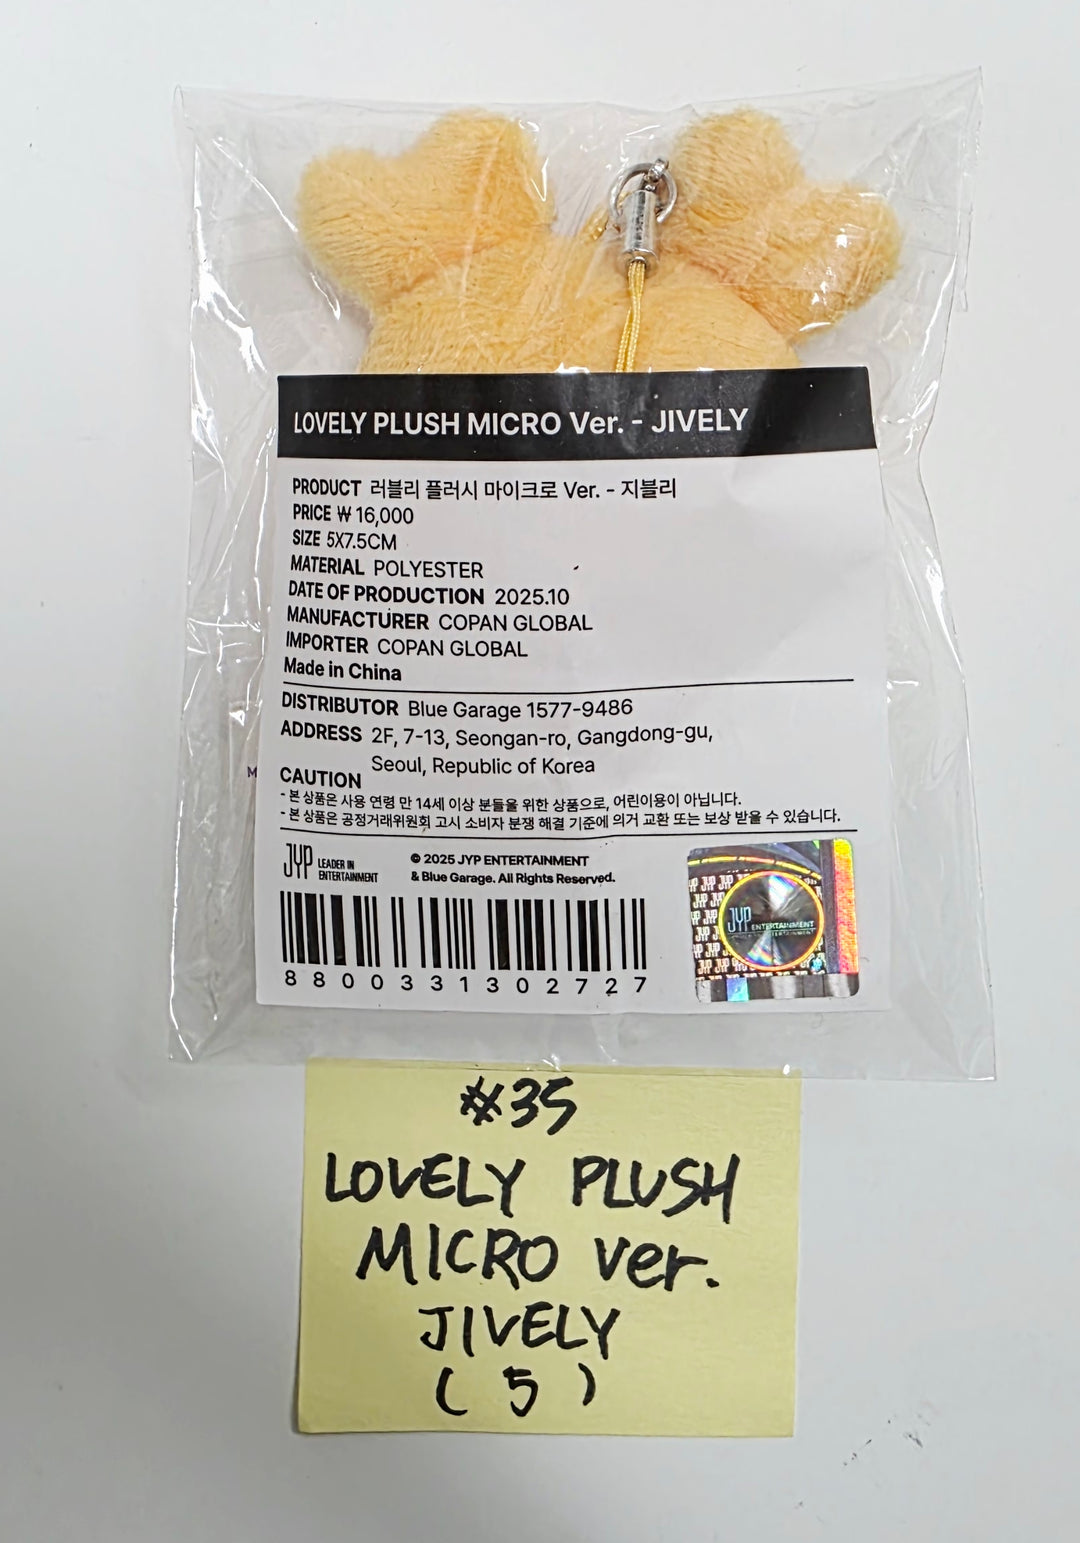 LOVELY PLUSH MICRO Ver. - JIVELY
PRODUCT 러블리 플러시 마이크로 Ver. - 지블리
PRICE ₩ 16,000
SIZE 5X7.5CM
MATERIAL POLYESTER
DATE OF PRODUCTION 2025.10
MANUFACTURER COPAN GLOBAL
IMPORTER COPAN GLOBAL
Made in China
DISTRIBUTOR Blue Garage 1577-9486
ADDRESS 2F, 7-13, Seongan-ro, Gangdong-gu,
Seoul, Republic of Korea
CAUTION
- 본 상품은 사용 연령 만 14세 이상 분들을 위한 상품으로, 어린이용이 아닙니다.
- 본 상품은 공정거래위원회 고시 소비자 분쟁 해결 기준에 의거 교환 또는 보상 받을 수 있습니다.
JYP LEADER IN ENTERTAINMENT
© 2025 JYP ENTERTAINMENT
& Blue Garage. All Rights Reserved.
JYP ENTERTAINMENT
8800331302727
#35
LOVELY PLUSH
MICRO Ver.
JIVELY
( 5 )